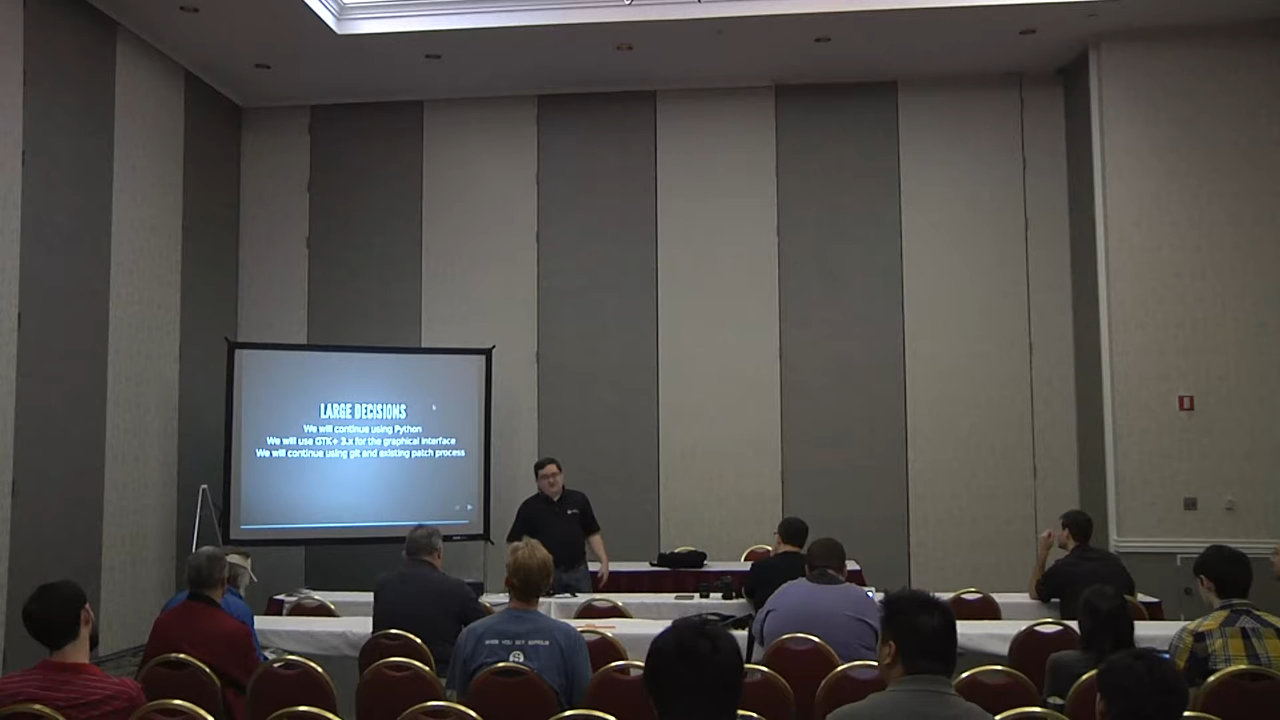 LARGE DECISIONS
We will continue using Python
We will use GTK+ 3.x for the graphical interface
We will continue using git and existing patch process